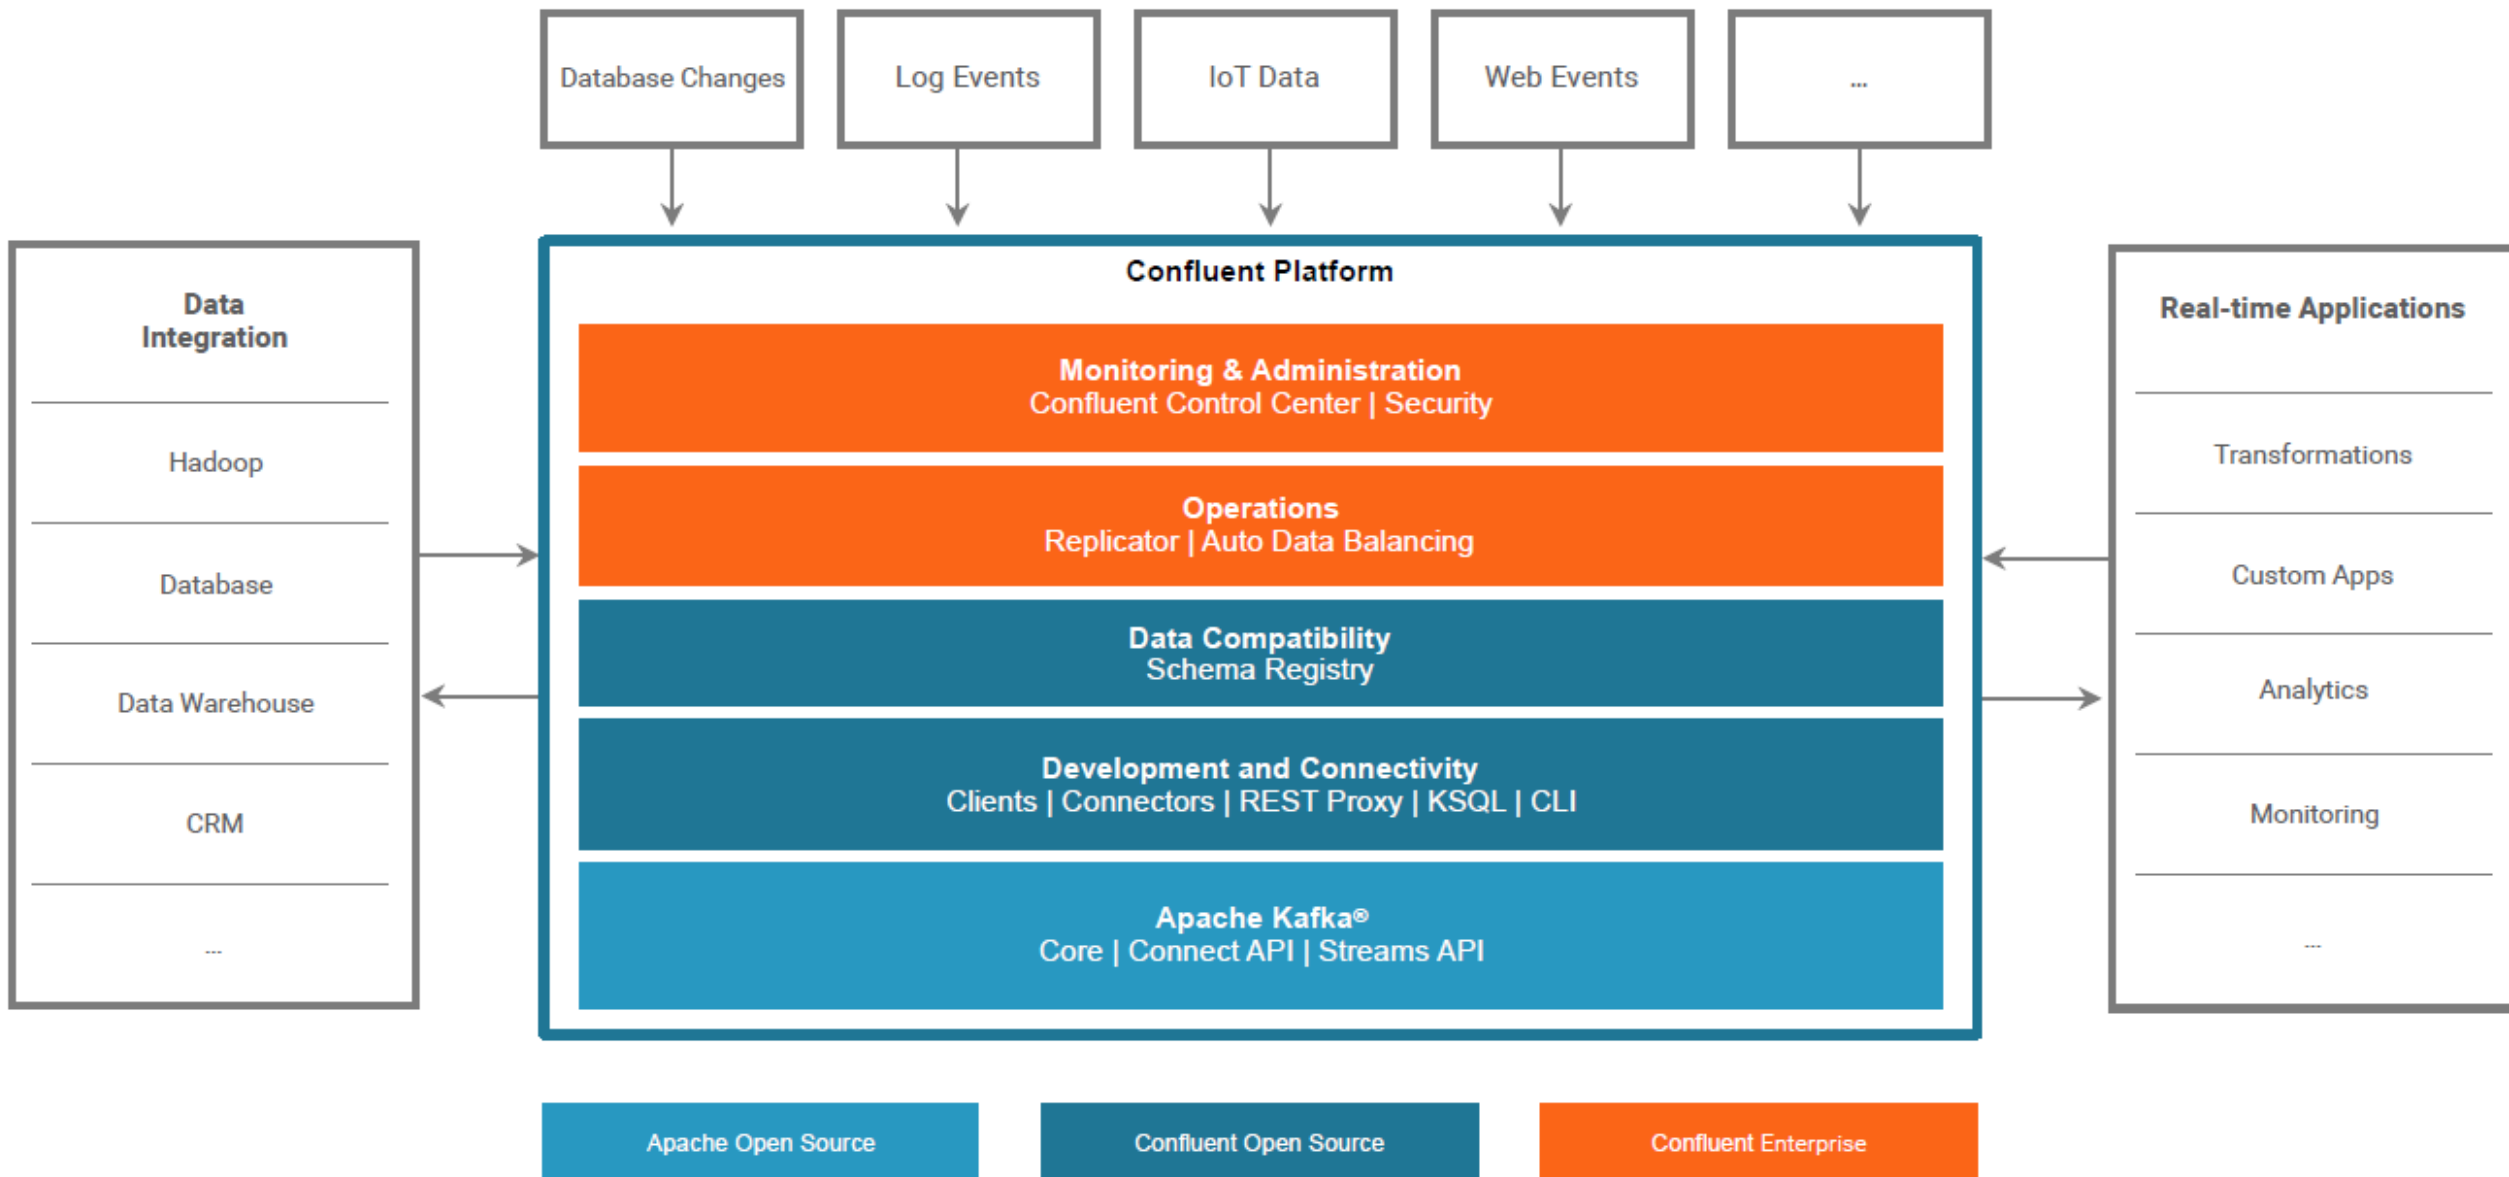 Database Changes
Log Events
IoT Data
Web Events
...
Data
Integration
Hadoop
Database
Data Warehouse
CRM
...
Confluent Platform
Monitoring & Administration
Confluent Control Center | Security
Operations
Replicator | Auto Data Balancing
Data Compatibility
Schema Registry
Development and Connectivity
Clients | Connectors | REST Proxy | KSQL | CLI
Apache Kafka®
Core | Connect API | Streams API
Real-time Applications
Transformations
Custom Apps
Analytics
Monitoring
...
Apache Open Source
Confluent Open Source
Confluent Enterprise